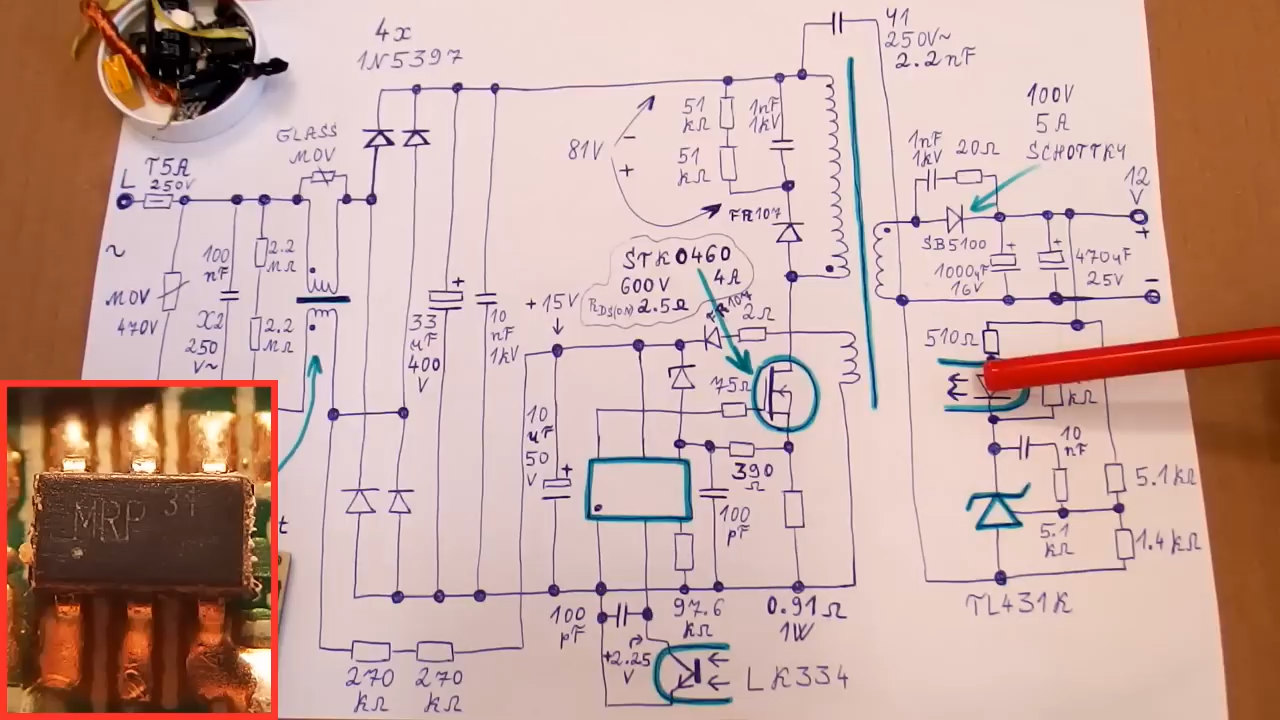 4x
1N5397
Y1
250V~
2.2nF
GLASS
MOV
T5A
250V
L
~
MOV
470V
100
nF
X2
250
V~
2.2
MΩ
2.2
MΩ
33
uF
400
V
10
nF
1kV
81V
-
+
51
kΩ
51
kΩ
1nF
1kV
FR107
STK0460
600V 4A
RDS(ON) 2.5Ω
+15V
2Ω
75Ω
10
uF
50
V
390
Ω
100
pF
100
pF
97.6
kΩ
0.91Ω
1W
+2.25
V
LK334
270
kΩ
270
kΩ
100V
5A
SCHOTTKY
1nF
1kV
20Ω
SB5100
12
V
+
-
1000uF
16V
470uF
25V
510Ω
kΩ
10
nF
5.1
kΩ
5.1kΩ
1.4kΩ
TL431K
t
MRP 31